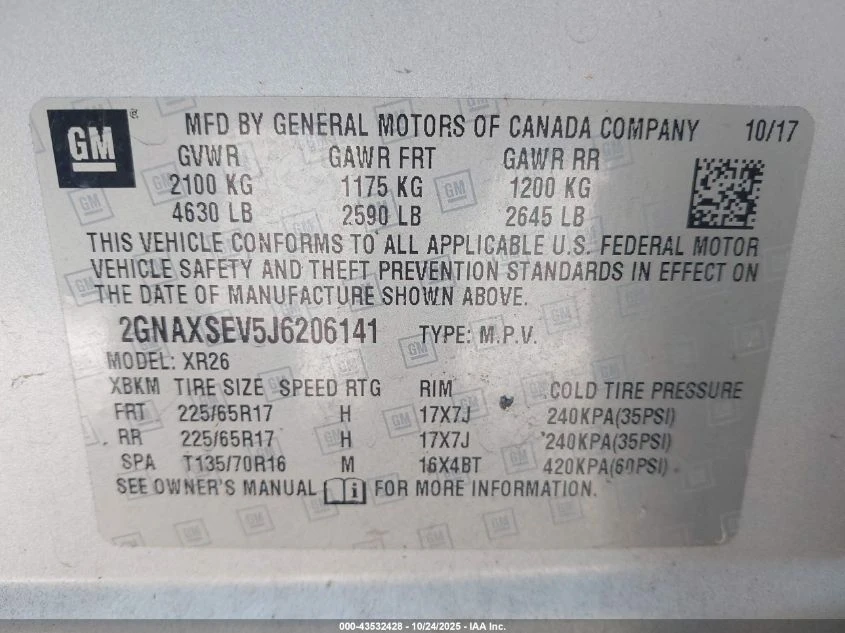 GM ® MFD BY GENERAL MOTORS OF CANADA COMPANY 10/17
GVWR GAWR FRT GAWR RR
2100 KG 1175 KG 1200 KG
4630 LB 2590 LB 2645 LB
THIS VEHICLE CONFORMS TO ALL APPLICABLE U.S. FEDERAL MOTOR
VEHICLE SAFETY AND THEFT PREVENTION STANDARDS IN EFFECT ON
THE DATE OF MANUFACTURE SHOWN ABOVE.
2GNAXSEV5J6206141 TYPE: M.P.V.
MODEL: XR26
XBKM TIRE SIZE SPEED RTG RIM COLD TIRE PRESSURE
FRT 225/65R17 H 17X7J 240KPA(35PSI)
RR 225/65R17 H 17X7J 240KPA(35PSI)
SPA T135/70R16 M 16X4BT 420KPA(60PSI)
SEE OWNER'S MANUAL i FOR MORE INFORMATION.
000-43532428 - 10/24/2025 - IAA Inc.